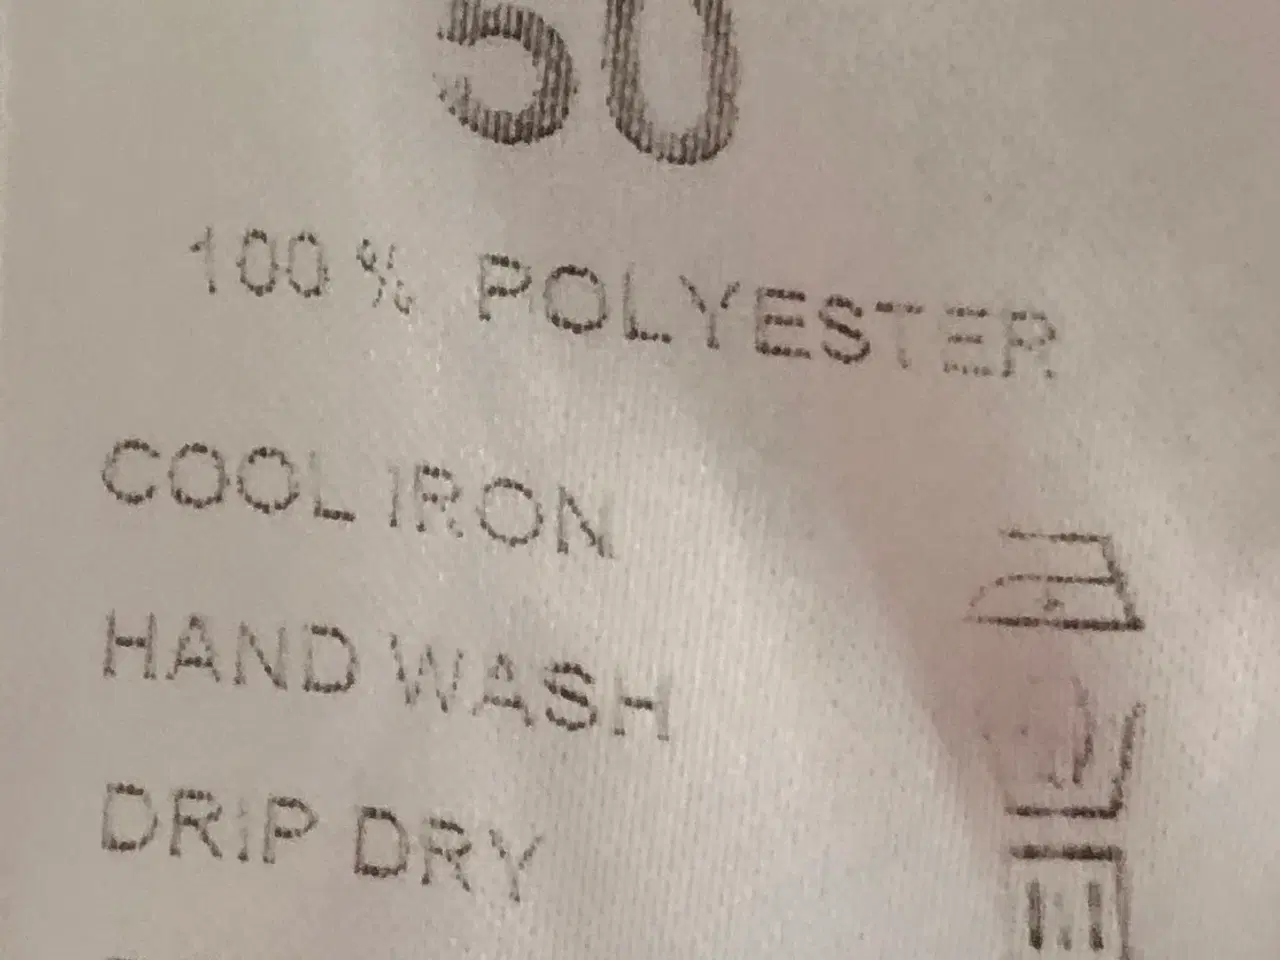 50
100% POLYESTER
COOL IRON
HAND WASH
DRIP DRY